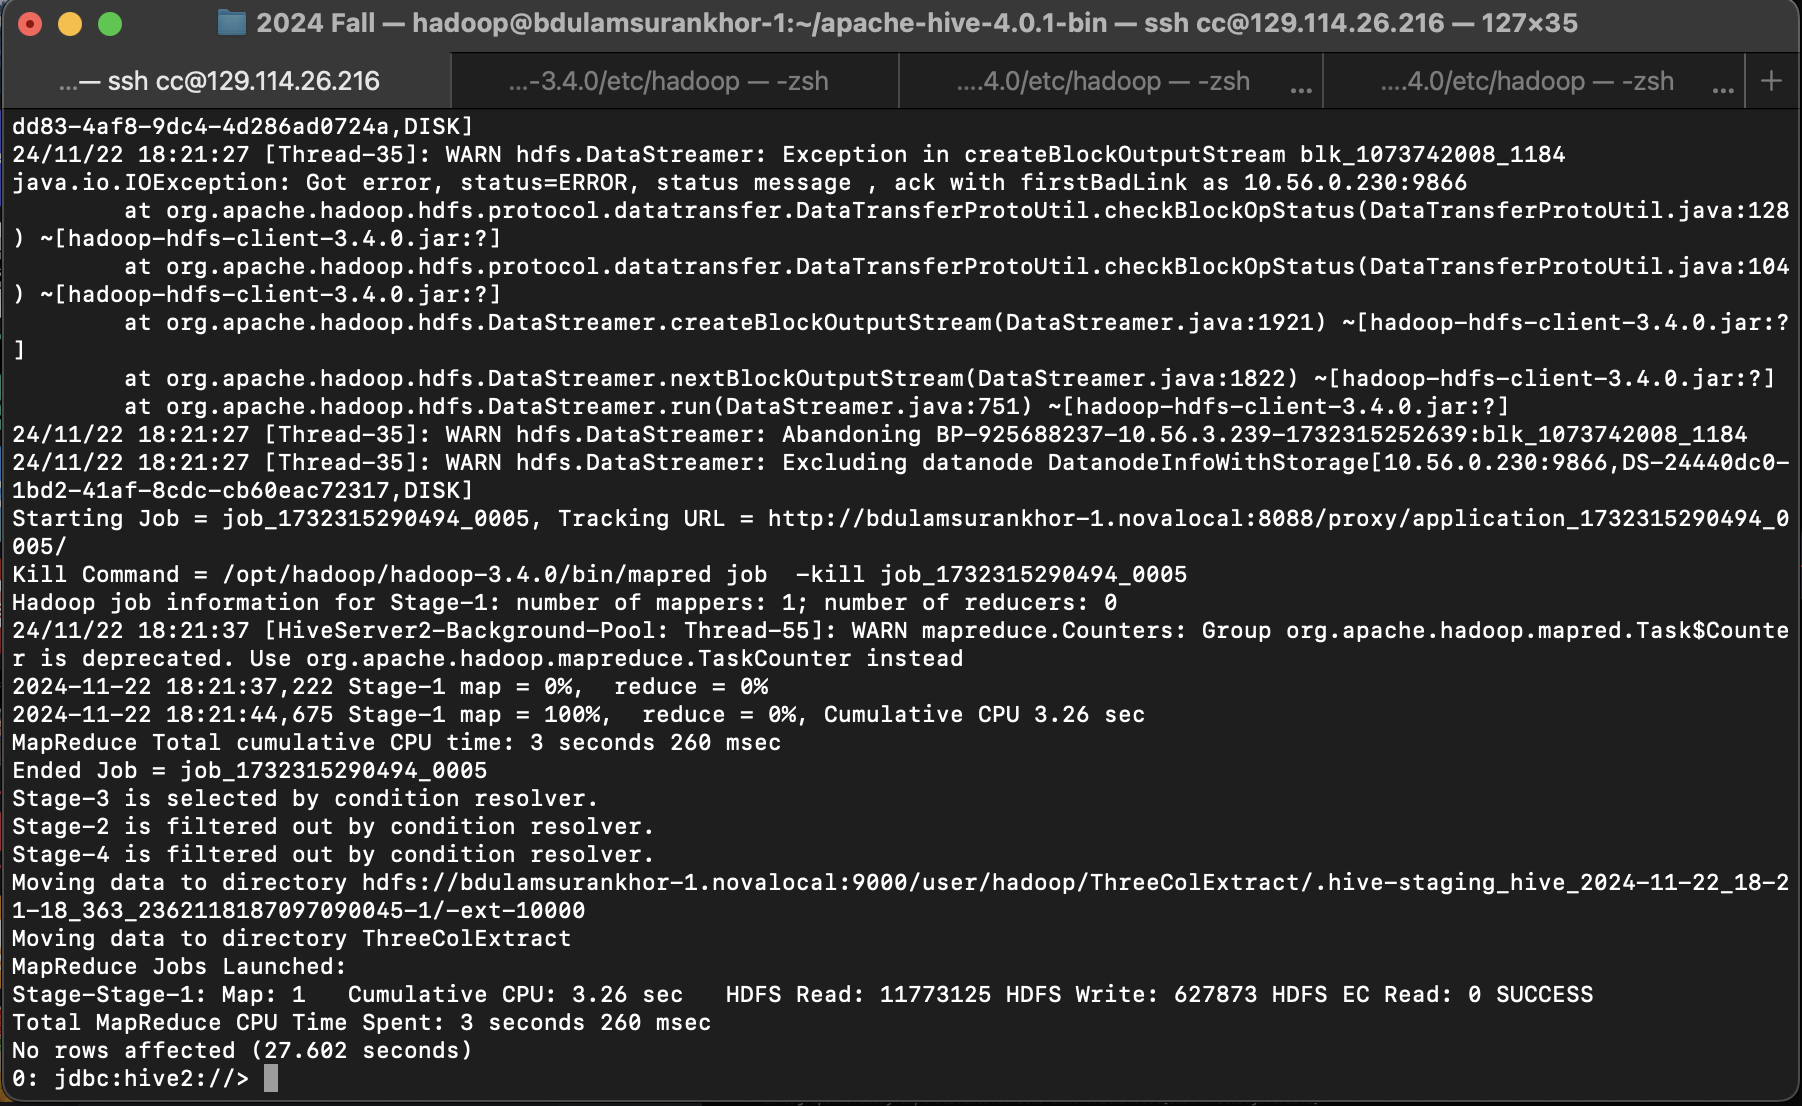 2024 Fall — hadoop@bdulamsurankhor-1:~/apache-hive-4.0.1-bin — ssh cc@129.114.26.216 — 127×35
...— ssh cc@129.114.26.216
...-3.4.0/etc/hadoop — -zsh
....4.0/etc/hadoop — -zsh ...
....4.0/etc/hadoop — -zsh ...
+
dd83-4af8-9dc4-4d286ad0724a,DISK]
24/11/22 18:21:27 [Thread-35]: WARN hdfs.DataStreamer: Exception in createBlockOutputStream blk_1073742008_1184
java.io.IOException: Got error, status=ERROR, status message , ack with firstBadLink as 10.56.0.230:9866
        at org.apache.hadoop.hdfs.protocol.datatransfer.DataTransferProtoUtil.checkBlockOpStatus(DataTransferProtoUtil.java:128
) ~[hadoop-hdfs-client-3.4.0.jar:?]
        at org.apache.hadoop.hdfs.protocol.datatransfer.DataTransferProtoUtil.checkBlockOpStatus(DataTransferProtoUtil.java:104
) ~[hadoop-hdfs-client-3.4.0.jar:?]
        at org.apache.hadoop.hdfs.DataStreamer.createBlockOutputStream(DataStreamer.java:1921) ~[hadoop-hdfs-client-3.4.0.jar:?
]
        at org.apache.hadoop.hdfs.DataStreamer.nextBlockOutputStream(DataStreamer.java:1822) ~[hadoop-hdfs-client-3.4.0.jar:?]
        at org.apache.hadoop.hdfs.DataStreamer.run(DataStreamer.java:751) ~[hadoop-hdfs-client-3.4.0.jar:?]
24/11/22 18:21:27 [Thread-35]: WARN hdfs.DataStreamer: Abandoning BP-925688237-10.56.3.239-1732315252639:blk_1073742008_1184
24/11/22 18:21:27 [Thread-35]: WARN hdfs.DataStreamer: Excluding datanode DatanodeInfoWithStorage[10.56.0.230:9866,DS-24440dc0-
1bd2-41af-8cdc-cb60eac72317,DISK]
Starting Job = job_1732315290494_0005, Tracking URL = http://bdulamsurankhor-1.novalocal:8088/proxy/application_1732315290494_0
005/
Kill Command = /opt/hadoop/hadoop-3.4.0/bin/mapred job  -kill job_1732315290494_0005
Hadoop job information for Stage-1: number of mappers: 1; number of reducers: 0
24/11/22 18:21:37 [HiveServer2-Background-Pool: Thread-55]: WARN mapreduce.Counters: Group org.apache.hadoop.mapred.Task$Counte
r is deprecated. Use org.apache.hadoop.mapreduce.TaskCounter instead
2024-11-22 18:21:37,222 Stage-1 map = 0%,  reduce = 0%
2024-11-22 18:21:44,675 Stage-1 map = 100%,  reduce = 0%, Cumulative CPU 3.26 sec
MapReduce Total cumulative CPU time: 3 seconds 260 msec
Ended Job = job_1732315290494_0005
Stage-3 is selected by condition resolver.
Stage-2 is filtered out by condition resolver.
Stage-4 is filtered out by condition resolver.
Moving data to directory hdfs://bdulamsurankhor-1.novalocal:9000/user/hadoop/ThreeColExtract/.hive-staging_hive_2024-11-22_18-2
1-18_363_2362118187097090045-1/-ext-10000
Moving data to directory ThreeColExtract
MapReduce Jobs Launched:
Stage-Stage-1: Map: 1   Cumulative CPU: 3.26 sec   HDFS Read: 11773125 HDFS Write: 627873 HDFS EC Read: 0 SUCCESS
Total MapReduce CPU Time Spent: 3 seconds 260 msec
No rows affected (27.602 seconds)
0: jdbc:hive2://>